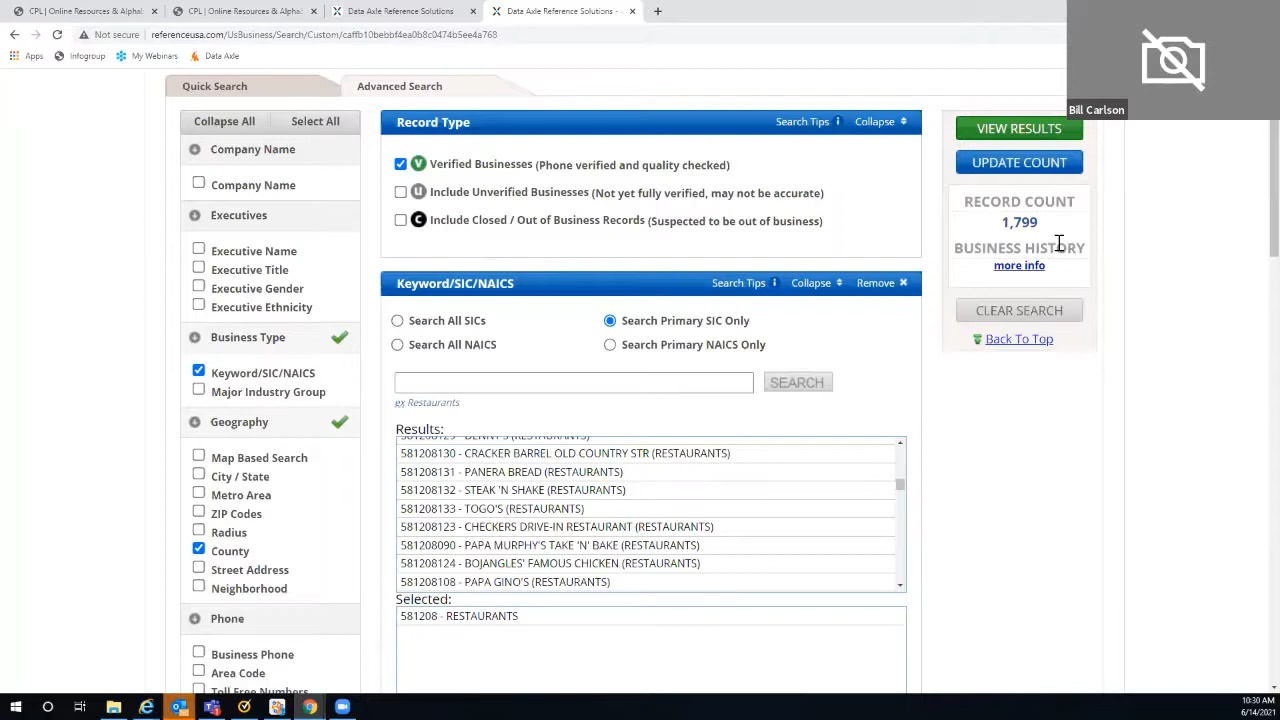 CPL | Online Resources & Alphab
CPL | Online Resources & Alphab
Data Axle Reference Solutions
Data Axle Reference Solutions -
Not secure | referenceusa.com/UsBusiness/Search/Custom/caffb10bebbf4ea0b8c0474b5ee4a768
Apps Infogroup My Webinars Data Axle
Bill Carlson
Quick Search
Advanced Search
Collapse All Select All
Company Name
Company Name
Executives
Executive Name
Executive Title
Executive Gender
Executive Ethnicity
Business Type
Keyword/SIC/NAICS
Major Industry Group
Geography
Map Based Search
City / State
Metro Area
ZIP Codes
Radius
County
Street Address
Neighborhood
Phone
Business Phone
Area Code
Toll Free Numbers
Record Type Search Tips i Collapse
V Verified Businesses (Phone verified and quality checked)
U Include Unverified Businesses (Not yet fully verified, may not be accurate)
C Include Closed / Out of Business Records (Suspected to be out of business)
Keyword/SIC/NAICS Search Tips i Collapse Remove
Search All SICs Search Primary SIC Only
Search All NAICS Search Primary NAICS Only
SEARCH
ex Restaurants
Results:
581208129 - DENNY'S (RESTAURANTS)
581208130 - CRACKER BARREL OLD COUNTRY STR (RESTAURANTS)
581208131 - PANERA BREAD (RESTAURANTS)
581208132 - STEAK 'N SHAKE (RESTAURANTS)
581208133 - TOGO'S (RESTAURANTS)
581208123 - CHECKERS DRIVE-IN RESTAURANT (RESTAURANTS)
581208090 - PAPA MURPHY'S TAKE 'N' BAKE (RESTAURANTS)
581208124 - BOJANGLES' FAMOUS CHICKEN (RESTAURANTS)
581208108 - PAPA GINO'S (RESTAURANTS)
Selected:
581208 - RESTAURANTS
VIEW RESULTS
UPDATE COUNT
RECORD COUNT
1,799
BUSINESS HISTORY
more info
CLEAR SEARCH
Back To Top
10:30 AM
6/14/2021